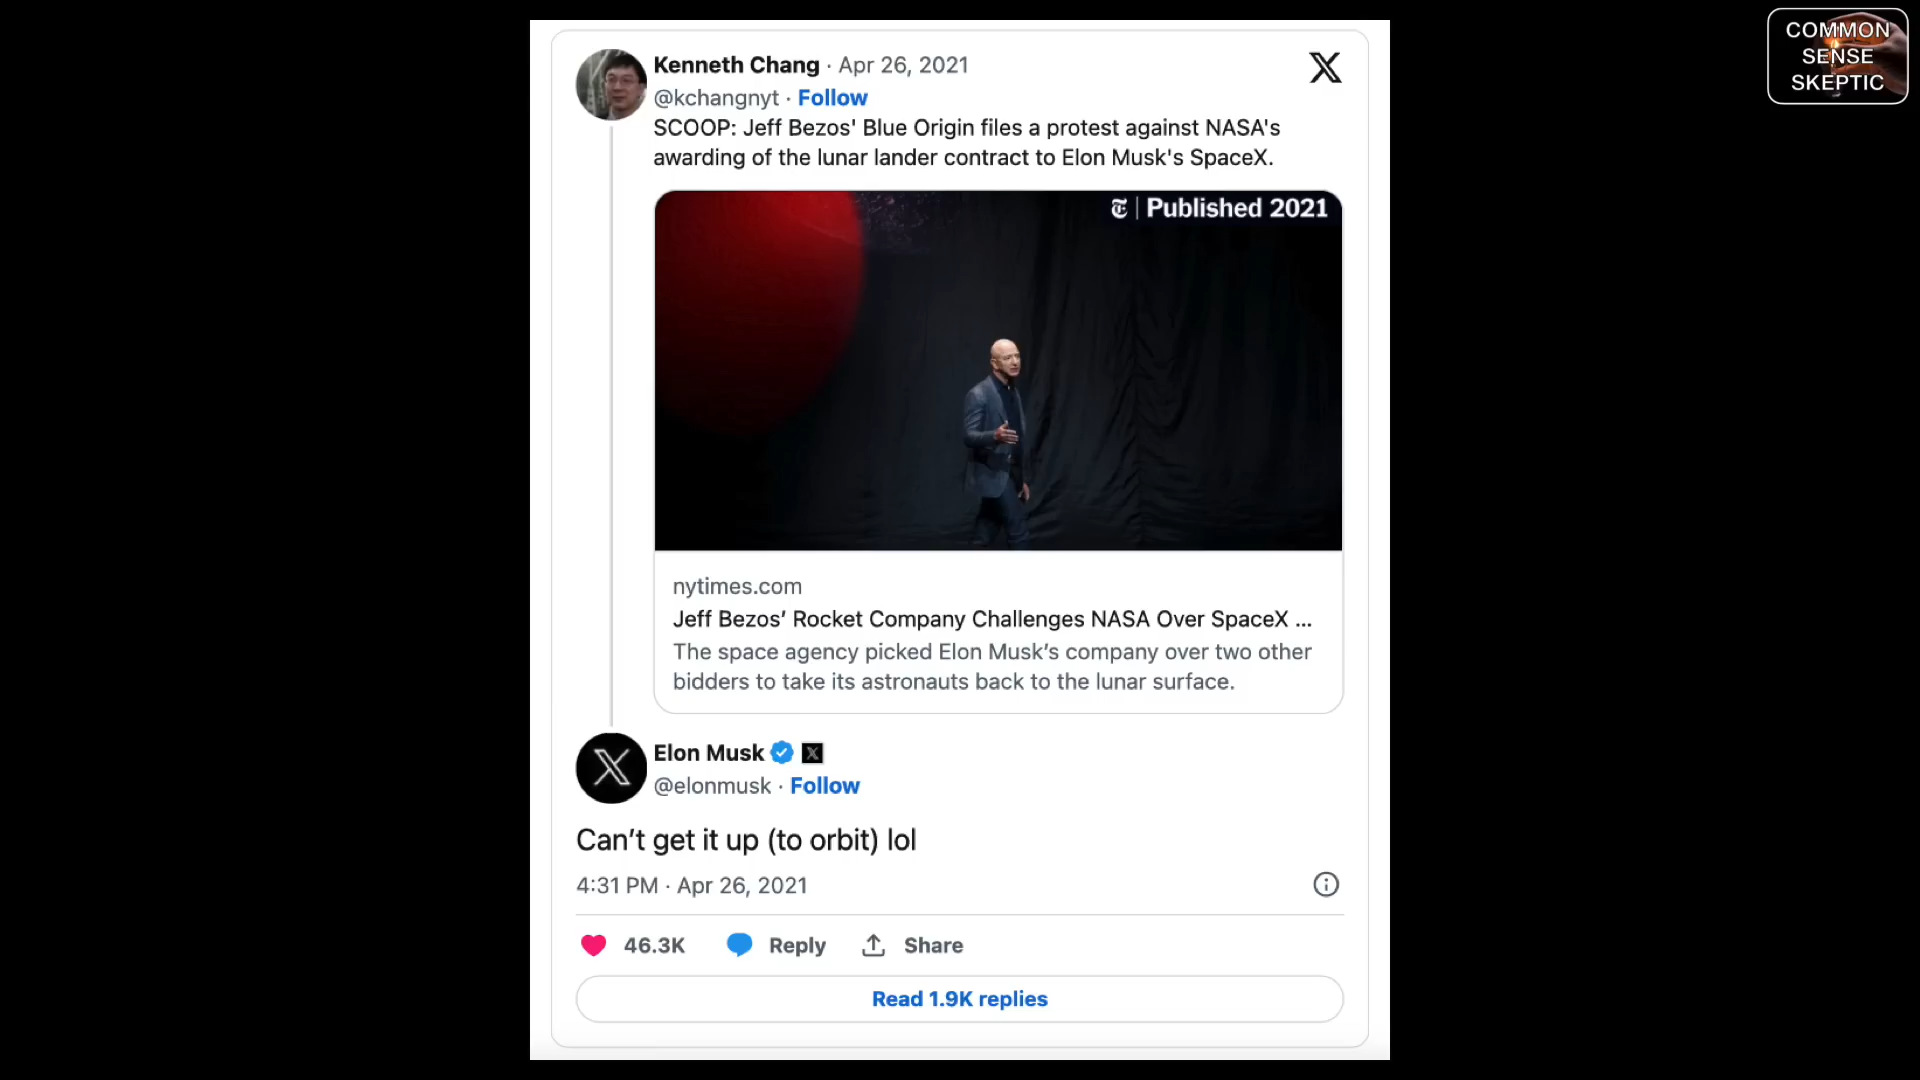 COMMON
SENSE
SKEPTIC
Kenneth Chang · Apr 26, 2021
@kchangnyt · Follow
SCOOP: Jeff Bezos' Blue Origin files a protest against NASA's
awarding of the lunar lander contract to Elon Musk's SpaceX.
T | Published 2021
nytimes.com
Jeff Bezos’ Rocket Company Challenges NASA Over SpaceX ...
The space agency picked Elon Musk’s company over two other
bidders to take its astronauts back to the lunar surface.
Elon Musk
@elonmusk · Follow
Can’t get it up (to orbit) lol
4:31 PM · Apr 26, 2021
46.3K Reply Share
Read 1.9K replies